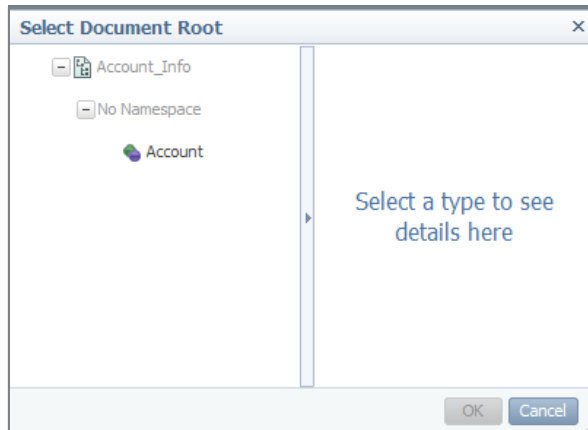 Select Document Root
Account_Info
No Namespace
Account
Select a type to see
details here
OK
Cancel